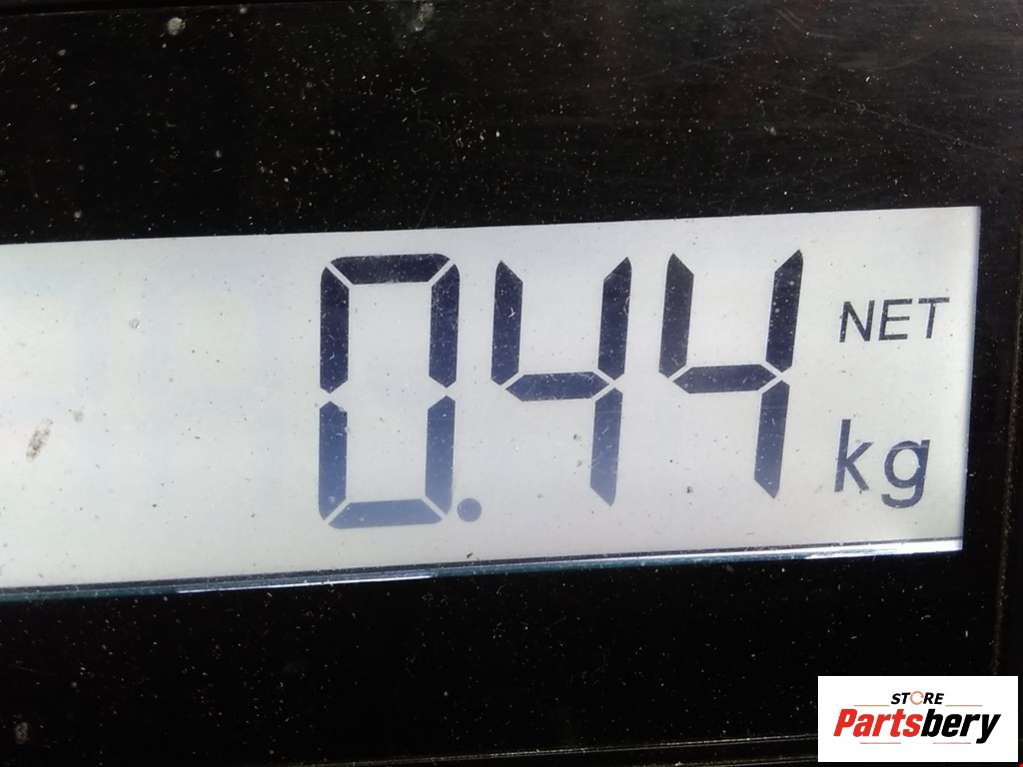 0.44 NET
kg
STORE
Partsbery